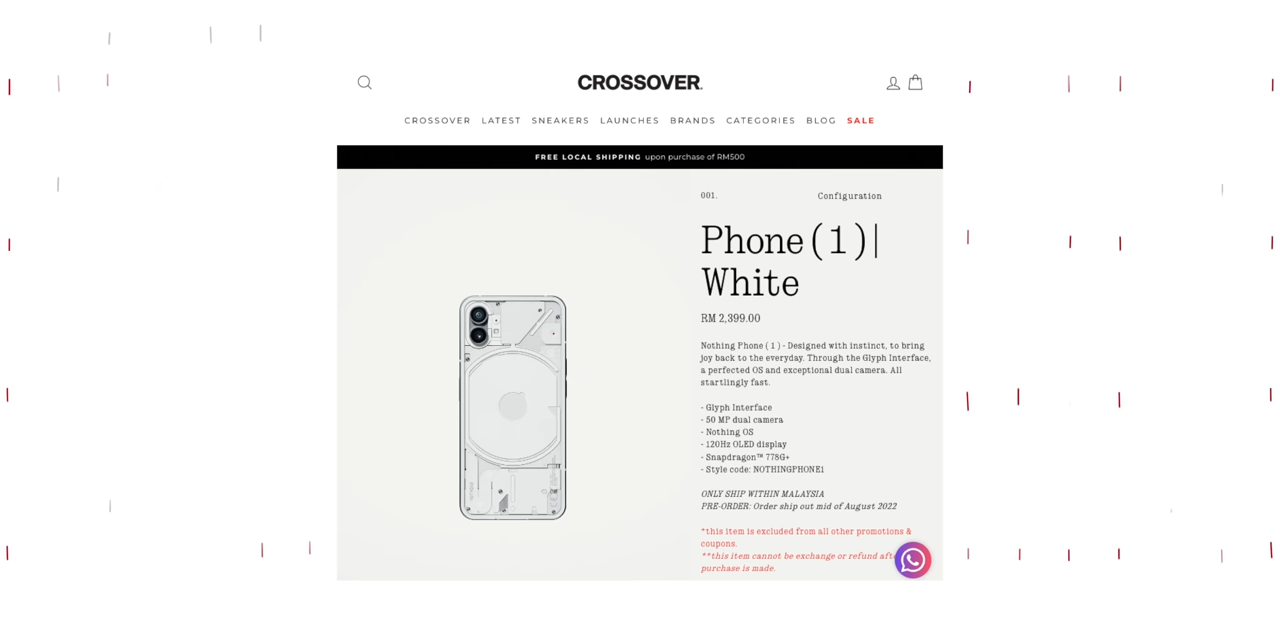 CROSSOVER.
CROSSOVER LATEST SNEAKERS LAUNCHES BRANDS CATEGORIES BLOG SALE
FREE LOCAL SHIPPING upon purchase of RM500
001. Configuration
Phone (1) |
White
RM 2,399.00
Nothing Phone ( 1 ) - Designed with instinct, to bring
joy back to the everyday. Through the Glyph Interface,
a perfected OS and exceptional dual camera. All
startlingly fast.
- Glyph Interface
- 50 MP dual camera
- Nothing OS
- 120Hz OLED display
- Snapdragon™ 778G+
- Style code: NOTHINGPHONE1
ONLY SHIP WITHIN MALAYSIA
PRE-ORDER: Order ship out mid of August 2022
*this item is excluded from all other promotions &
coupons.
**this item cannot be exchange or refund
purchase is made.